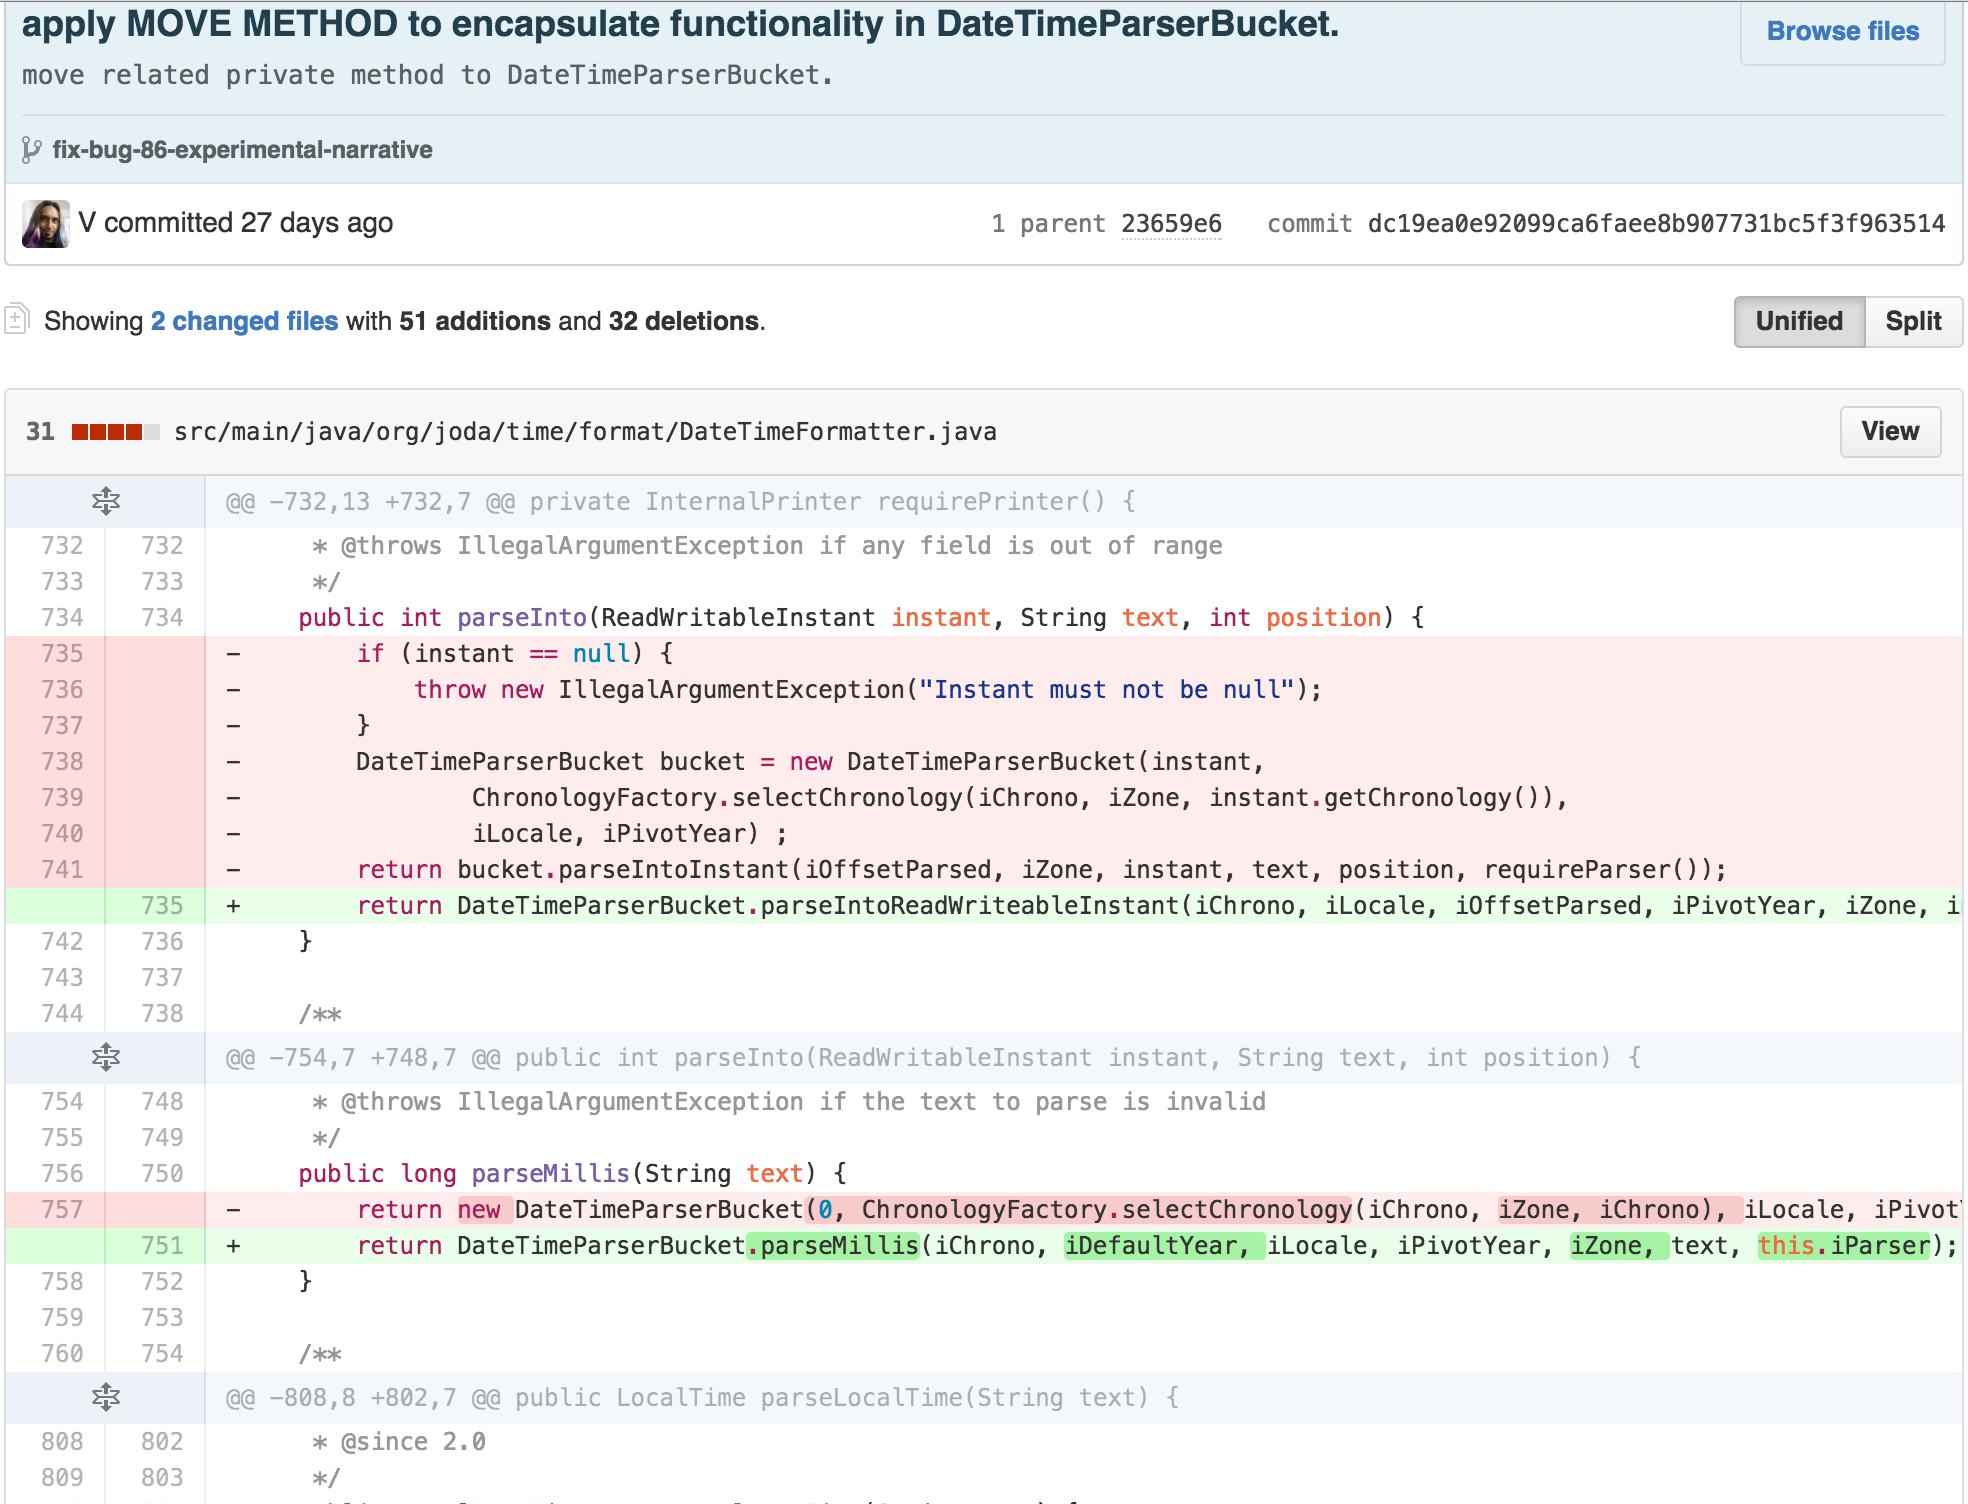 apply MOVE METHOD to encapsulate functionality in DateTimeParserBucket.
Browse files
move related private method to DateTimeParserBucket.
fix-bug-86-experimental-narrative
V committed 27 days ago
1 parent 23659e6 commit dc19ea0e92099ca6faee8b907731bc5f3f963514
Showing 2 changed files with 51 additions and 32 deletions.
Unified Split
31 src/main/java/org/joda/time/format/DateTimeFormatter.java
View
@@ -732,13 +732,7 @@ private InternalPrinter requirePrinter() {
732 732 * @throws IllegalArgumentException if any field is out of range
733 733 */
734 734 public int parseInto(ReadWritableInstant instant, String text, int position) {
735 - if (instant == null) {
736 - throw new IllegalArgumentException("Instant must not be null");
737 - }
738 - DateTimeParserBucket bucket = new DateTimeParserBucket(instant,
739 - ChronologyFactory.selectChronology(iChrono, iZone, instant.getChronology()),
740 - iLocale, iPivotYear) ;
741 - return bucket.parseIntoInstant(iOffsetParsed, iZone, instant, text, position, requireParser());
735 + return DateTimeParserBucket.parseIntoReadWriteableInstant(iChrono, iLocale, iOffsetParsed, iPivotYear, iZone,
742 736 }
743 737
744 738 /**
@@ -754,7 +748,7 @@ public int parseInto(ReadWritableInstant instant, String text, int position) {
754 748 * @throws IllegalArgumentException if the text to parse is invalid
755 749 */
756 750 public long parseMillis(String text) {
757 - return new DateTimeParserBucket(0, ChronologyFactory.selectChronology(iChrono, iZone, iChrono), iLocale, iPivot
751 + return DateTimeParserBucket.parseMillis(iChrono, iDefaultYear, iLocale, iPivotYear, iZone, text, this.iParser);
758 752 }
759 753
760 754 /**
@@ -808,8 +802,7 @@ public LocalTime parseLocalTime(String text) {
808 802 * @since 2.0
809 803 */